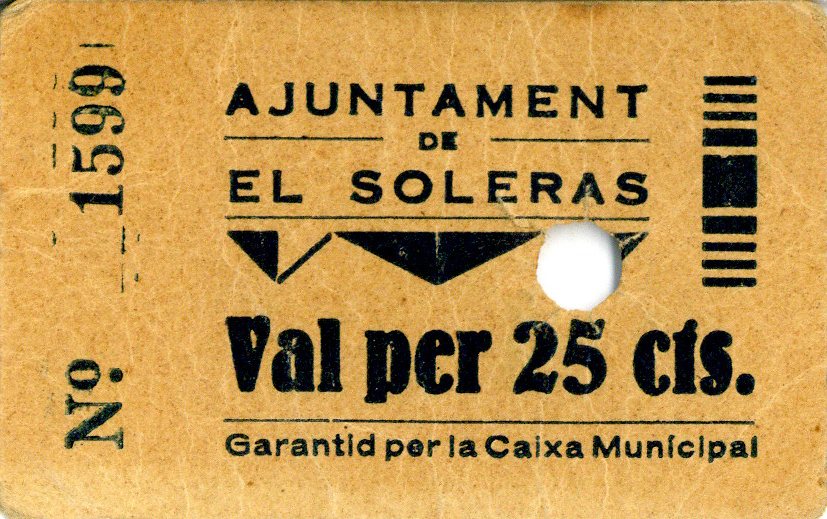 Nº. 1599
AJUNTAMENT
DE
EL SOLERAS
Val per 25 cts.
Garantid per la Caixa Municipal